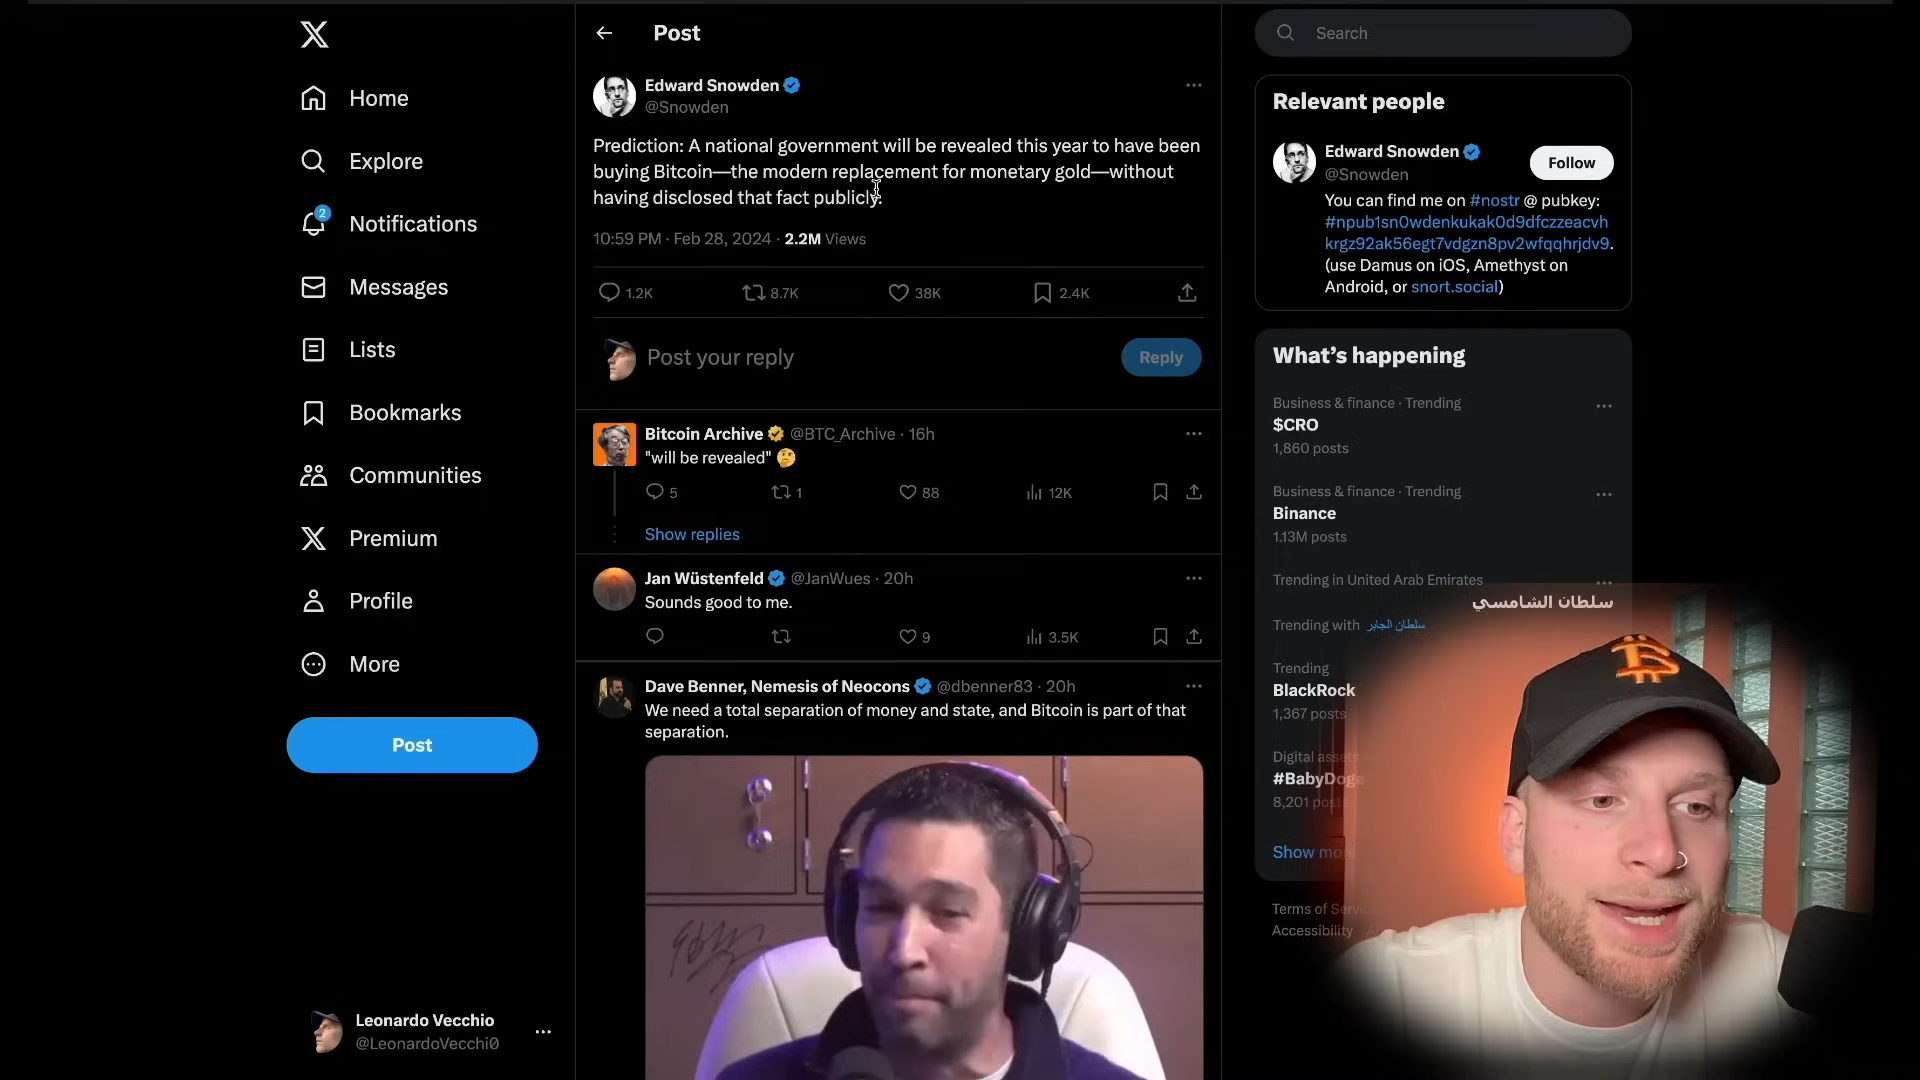 Home
Explore
2
Notifications
Messages
Lists
Bookmarks
Communities
Premium
Profile
More
Post
Leonardo Vecchio
@LeonardoVecchi0
Post
Edward Snowden
@Snowden
Prediction: A national government will be revealed this year to have been
buying Bitcoin—the modern replacement for monetary gold—without
having disclosed that fact publicly.
10:59 PM · Feb 28, 2024 · 2.2M Views
1.2K 8.7K 38K 2.4K
Post your reply
Reply
Bitcoin Archive @BTC_Archive · 16h
"will be revealed" 🤔
5 1 88 12K
Show replies
Jan Wüstenfeld @JanWues · 20h
Sounds good to me.
9 3.5K
Dave Benner, Nemesis of Neocons @dbenner83 · 20h
We need a total separation of money and state, and Bitcoin is part of that
separation.
Search
Relevant people
Edward Snowden
@Snowden
Follow
You can find me on #nostr @ pubkey:
#npub1sn0wdenkukak0d9dfczzeacvh
krgz92ak56egt7vdgzn8pv2wfqqhrjdv9.
(use Damus on iOS, Amethyst on
Android, or snort.social)
What's happening
Business & finance · Trending
$CRO
1,860 posts
Business & finance · Trending
Binance
1.13M posts
Trending in United Arab Emirates
سلطان الشامسي
Trending with سلطان الجابر
Trending
BlackRock
1,367 posts
Digital assets
#BabyDoge
8,201 posts
Show more
Terms of
Accessibility